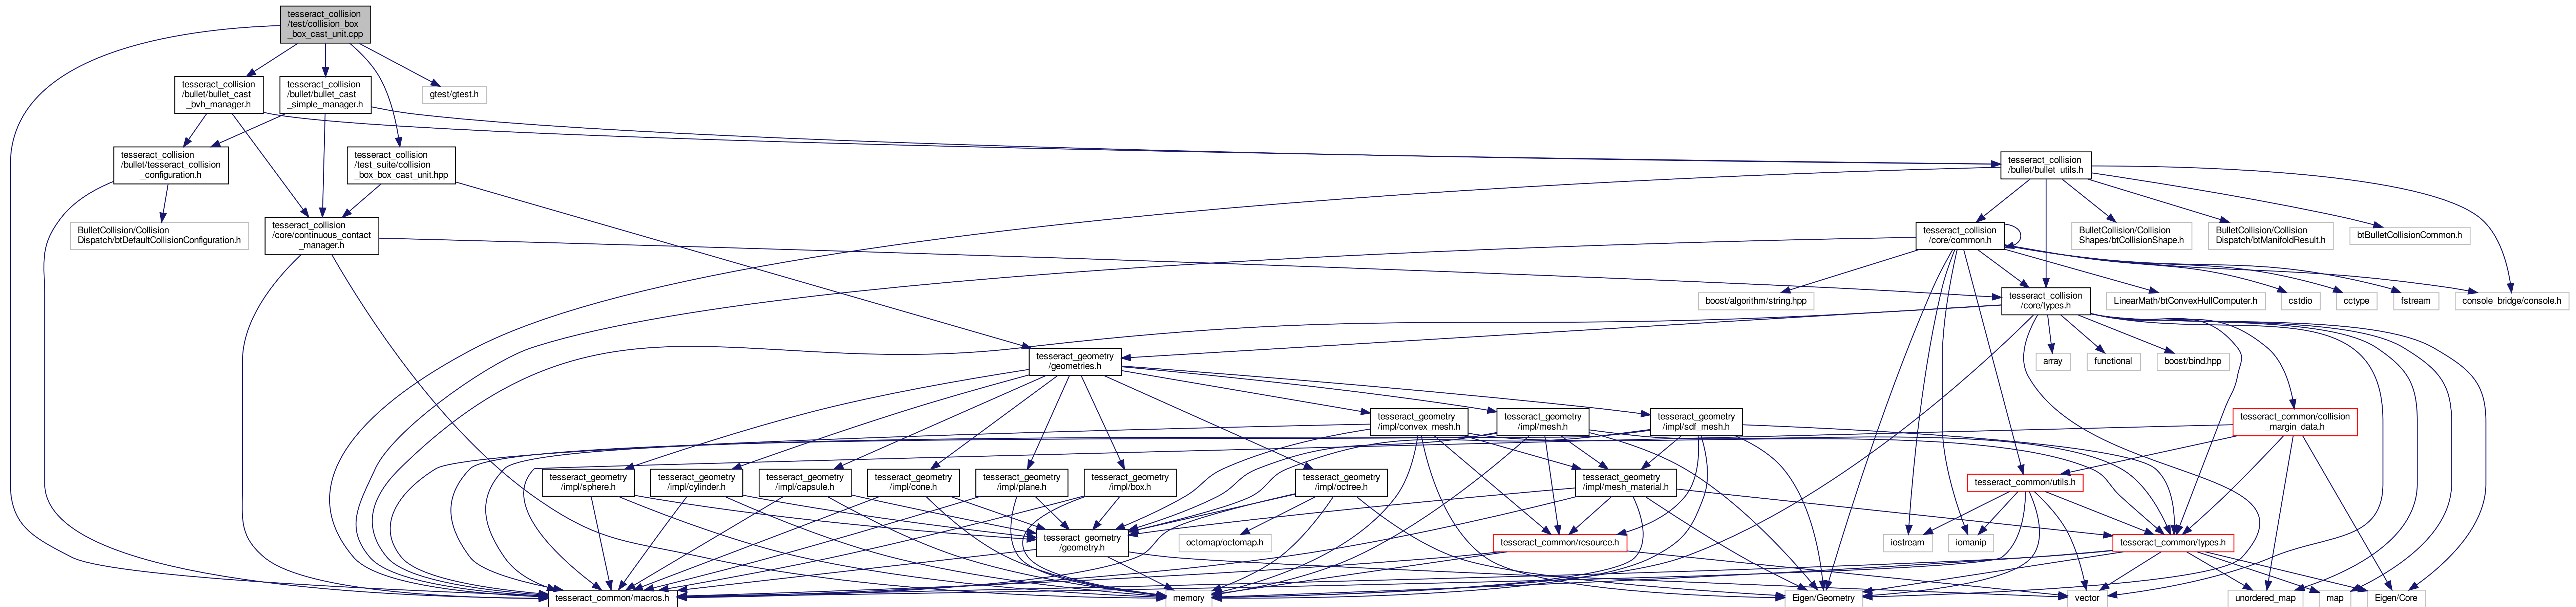 tesseract_collision
/test/collision_box
_box_cast_unit.cpp
tesseract_collision
/bullet/bullet_cast
_bvh_manager.h
tesseract_collision
/bullet/bullet_cast
_simple_manager.h
gtest/gtest.h
tesseract_collision
/bullet/tesseract_collision
_configuration.h
tesseract_collision
/test_suite/collision
_box_box_cast_unit.hpp
tesseract_collision
/bullet/bullet_utils.h
BulletCollision/Collision
Dispatch/btDefaultCollisionConfiguration.h
tesseract_collision
/core/continuous_contact
_manager.h
tesseract_collision
/core/common.h
BulletCollision/Collision
Shapes/btCollisionShape.h
BulletCollision/Collision
Dispatch/btManifoldResult.h
btBulletCollisionCommon.h
boost/algorithm/string.hpp
tesseract_collision
/core/types.h
LinearMath/btConvexHullComputer.h
cstdio
cctype
fstream
console_bridge/console.h
tesseract_geometry
/geometries.h
array
functional
boost/bind.hpp
tesseract_geometry
/impl/convex_mesh.h
tesseract_geometry
/impl/mesh.h
tesseract_geometry
/impl/sdf_mesh.h
tesseract_common/collision
_margin_data.h
tesseract_geometry
/impl/sphere.h
tesseract_geometry
/impl/cylinder.h
tesseract_geometry
/impl/capsule.h
tesseract_geometry
/impl/cone.h
tesseract_geometry
/impl/plane.h
tesseract_geometry
/impl/box.h
tesseract_geometry
/impl/octree.h
tesseract_geometry
/impl/mesh_material.h
tesseract_common/utils.h
tesseract_geometry
/geometry.h
octomap/octomap.h
tesseract_common/resource.h
iostream
iomanip
tesseract_common/types.h
tesseract_common/macros.h
memory
Eigen/Geometry
vector
unordered_map
map
Eigen/Core